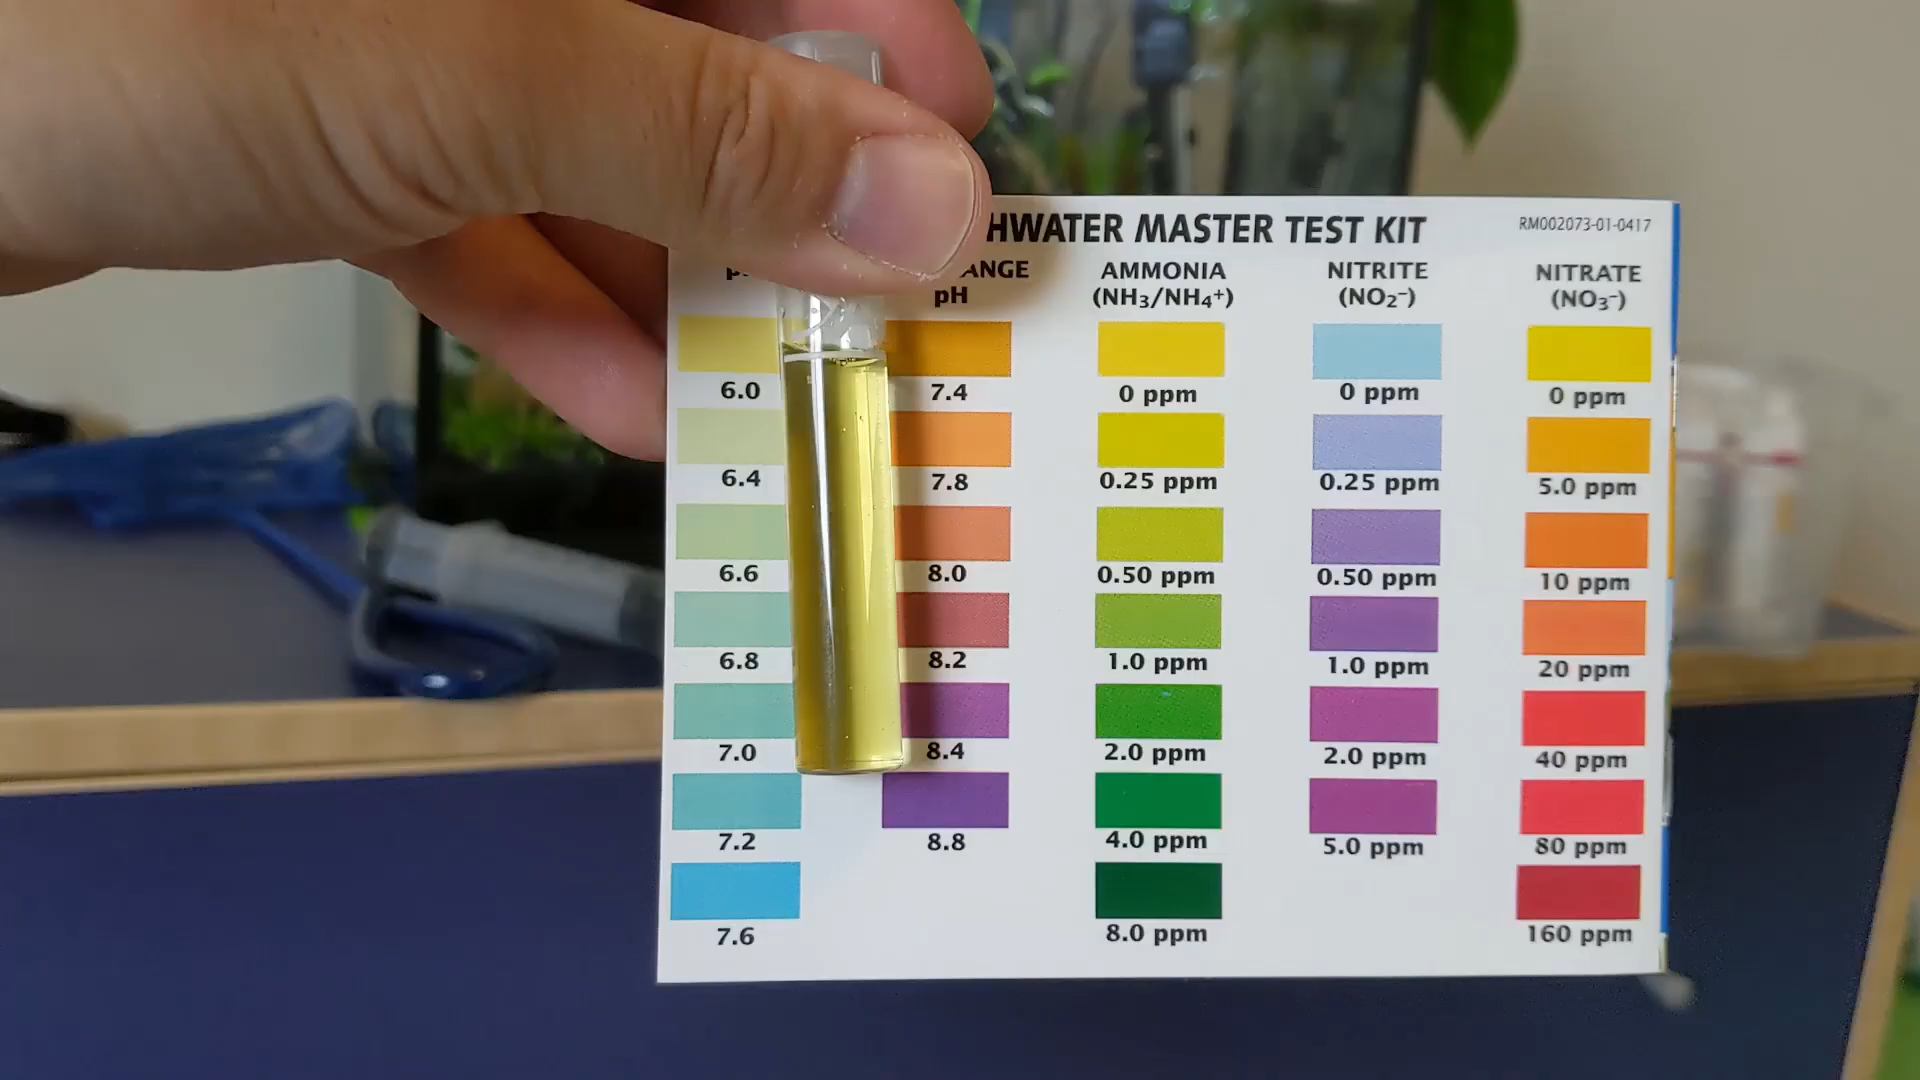 HWATER MASTER TEST KIT
RM002073-01-0417
p
ANGE
pH
AMMONIA
(NH3/NH4+)
NITRITE
(NO2-)
NITRATE
(NO3-)
6.0
7.4
0 ppm
0 ppm
0 ppm
6.4
7.8
0.25 ppm
0.25 ppm
5.0 ppm
6.6
8.0
0.50 ppm
0.50 ppm
10 ppm
6.8
8.2
1.0 ppm
1.0 ppm
20 ppm
7.0
8.4
2.0 ppm
2.0 ppm
40 ppm
7.2
8.8
4.0 ppm
5.0 ppm
80 ppm
7.6
8.0 ppm
160 ppm